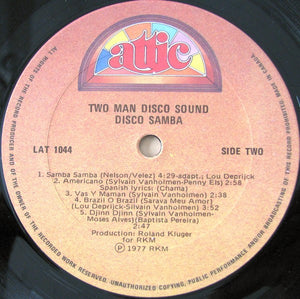 attic
TWO MAN DISCO SOUND
DISCO SAMBA
LAT 1044
SIDE TWO
1. Samba Samba (Nelson/Velez) 4:29-adapt.; Lou Deprijck
2. Americano (Sylvain Vanholmen-Penny Els) 2:58
Spanish lyrics: (Chama)
3. Vas Y Maman (Sylvain Vanholmen) 2:38
4. Brazil O Brazil (Sarava Meu Amor)
(Lou Deprijck-Silvain Vanholmen) 2:58
5. Djinn Djinn (Sylvain Vanholmen-
Moses Alves)(Baptista Pereira)
2:47
Production: Roland Kluger
for RKM
℗ 1977 RKM
ALL RIGHTS OF THE RECORD PRODUCER AND OF THE OWNER OF THE RECORDED WORK RESERVED. UNAUTHORIZED COPYING, PUBLIC PERFORMANCE AND/OR BROADCASTING OF THIS RECORD
MADE IN CANADA.